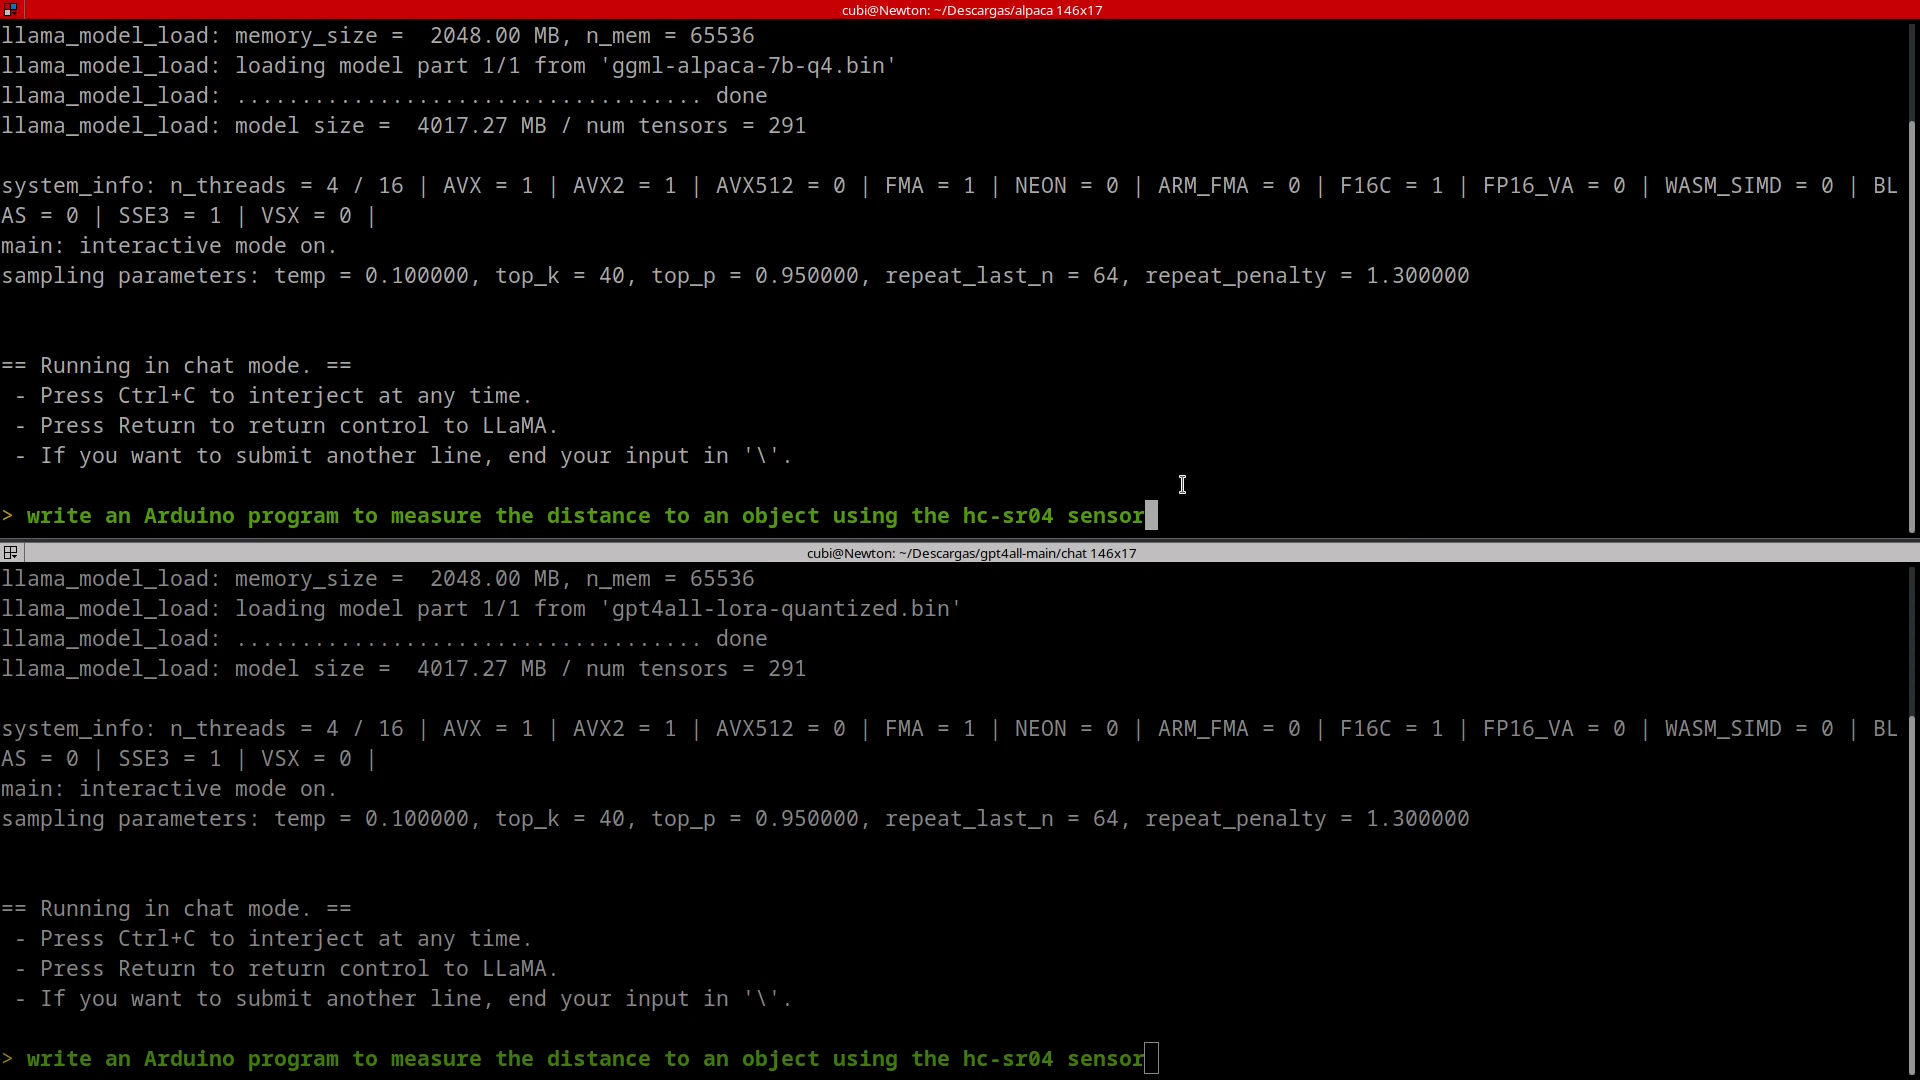 cubi@Newton: ~/Descargas/alpaca 146x17
llama_model_load: memory_size =  2048.00 MB, n_mem = 65536
llama_model_load: loading model part 1/1 from 'ggml-alpaca-7b-q4.bin'
llama_model_load: .................................... done
llama_model_load: model size =  4017.27 MB / num tensors = 291
system_info: n_threads = 4 / 16 | AVX = 1 | AVX2 = 1 | AVX512 = 0 | FMA = 1 | NEON = 0 | ARM_FMA = 0 | F16C = 1 | FP16_VA = 0 | WASM_SIMD = 0 | BL
AS = 0 | SSE3 = 1 | VSX = 0 |
main: interactive mode on.
sampling parameters: temp = 0.100000, top_k = 40, top_p = 0.950000, repeat_last_n = 64, repeat_penalty = 1.300000
== Running in chat mode. ==
 - Press Ctrl+C to interject at any time.
 - Press Return to return control to LLaMA.
 - If you want to submit another line, end your input in '\'.
> write an Arduino program to measure the distance to an object using the hc-sr04 sensor
cubi@Newton: ~/Descargas/gpt4all-main/chat 146x17
llama_model_load: memory_size =  2048.00 MB, n_mem = 65536
llama_model_load: loading model part 1/1 from 'gpt4all-lora-quantized.bin'
llama_model_load: .................................... done
llama_model_load: model size =  4017.27 MB / num tensors = 291
system_info: n_threads = 4 / 16 | AVX = 1 | AVX2 = 1 | AVX512 = 0 | FMA = 1 | NEON = 0 | ARM_FMA = 0 | F16C = 1 | FP16_VA = 0 | WASM_SIMD = 0 | BL
AS = 0 | SSE3 = 1 | VSX = 0 |
main: interactive mode on.
sampling parameters: temp = 0.100000, top_k = 40, top_p = 0.950000, repeat_last_n = 64, repeat_penalty = 1.300000
== Running in chat mode. ==
 - Press Ctrl+C to interject at any time.
 - Press Return to return control to LLaMA.
 - If you want to submit another line, end your input in '\'.
> write an Arduino program to measure the distance to an object using the hc-sr04 sensor